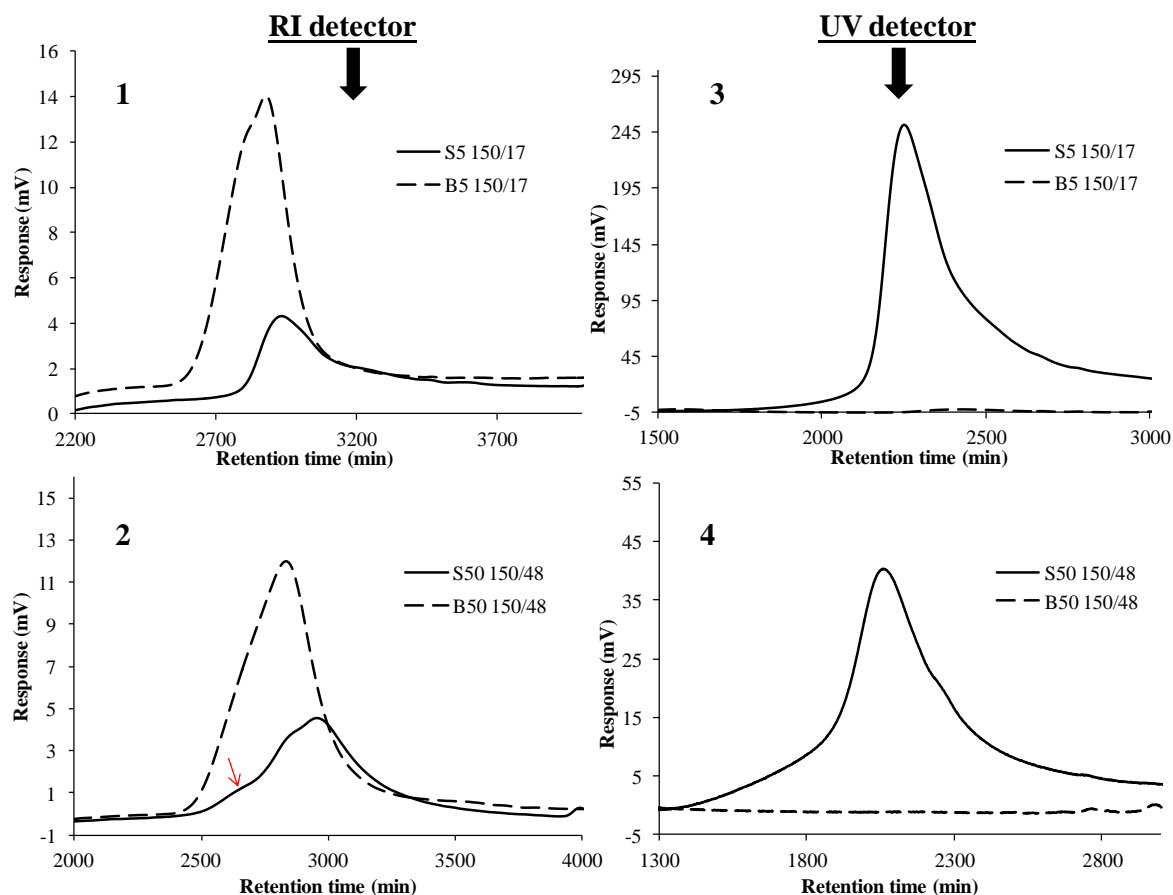 RI detector
UV detector
1
16
14
12
10
8
6
4
2
0
Response (mV)
S5 150/17
B5 150/17
2200
2700
3200
3700
Retention time (min)
3
295
245
195
145
95
45
-5
Response (mV)
S5 150/17
B5 150/17
1500
2000
2500
3000
Retention time (min)
2
15
13
11
9
7
5
3
1
-1
Response (mV)
S50 150/48
B50 150/48
2000
2500
3000
3500
4000
Retention time (min)
4
55
45
35
25
15
5
-5
Response (mV)
S50 150/48
B50 150/48
1300
1800
2300
2800
Retention time (min)